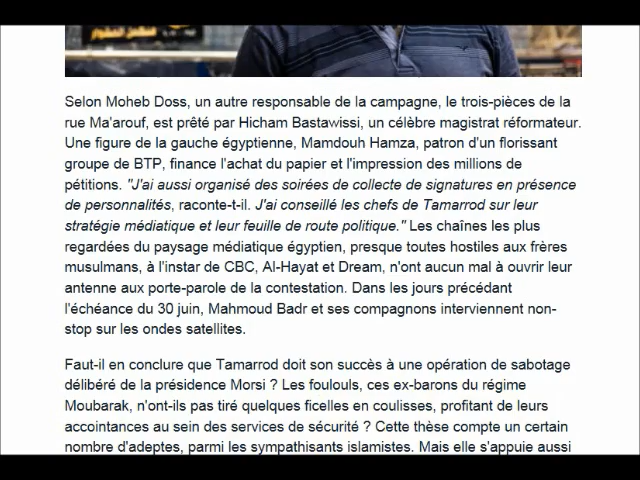 Selon Moheb Doss, un autre responsable de la campagne, le trois-pièces de la
rue Ma'arouf, est prêté par Hicham Bastawissi, un célèbre magistrat réformateur.
Une figure de la gauche égyptienne, Mamdouh Hamza, patron d'un florissant
groupe de BTP, finance l'achat du papier et l'impression des millions de
pétitions. "J'ai aussi organisé des soirées de collecte de signatures en présence
de personnalités, raconte-t-il. J'ai conseillé les chefs de Tamarrod sur leur
stratégie médiatique et leur feuille de route politique." Les chaînes les plus
regardées du paysage médiatique égyptien, presque toutes hostiles aux frères
musulmans, à l'instar de CBC, Al-Hayat et Dream, n'ont aucun mal à ouvrir leur
antenne aux porte-parole de la contestation. Dans les jours précédant
l'échéance du 30 juin, Mahmoud Badr et ses compagnons interviennent non-
stop sur les ondes satellites.
Faut-il en conclure que Tamarrod doit son succès à une opération de sabotage
délibéré de la présidence Morsi ? Les foulouls, ces ex-barons du régime
Moubarak, n'ont-ils pas tiré quelques ficelles en coulisses, profitant de leurs
accointances au sein des services de sécurité ? Cette thèse compte un certain
nombre d'adeptes, parmi les sympathisants islamistes. Mais elle s'appuie aussi